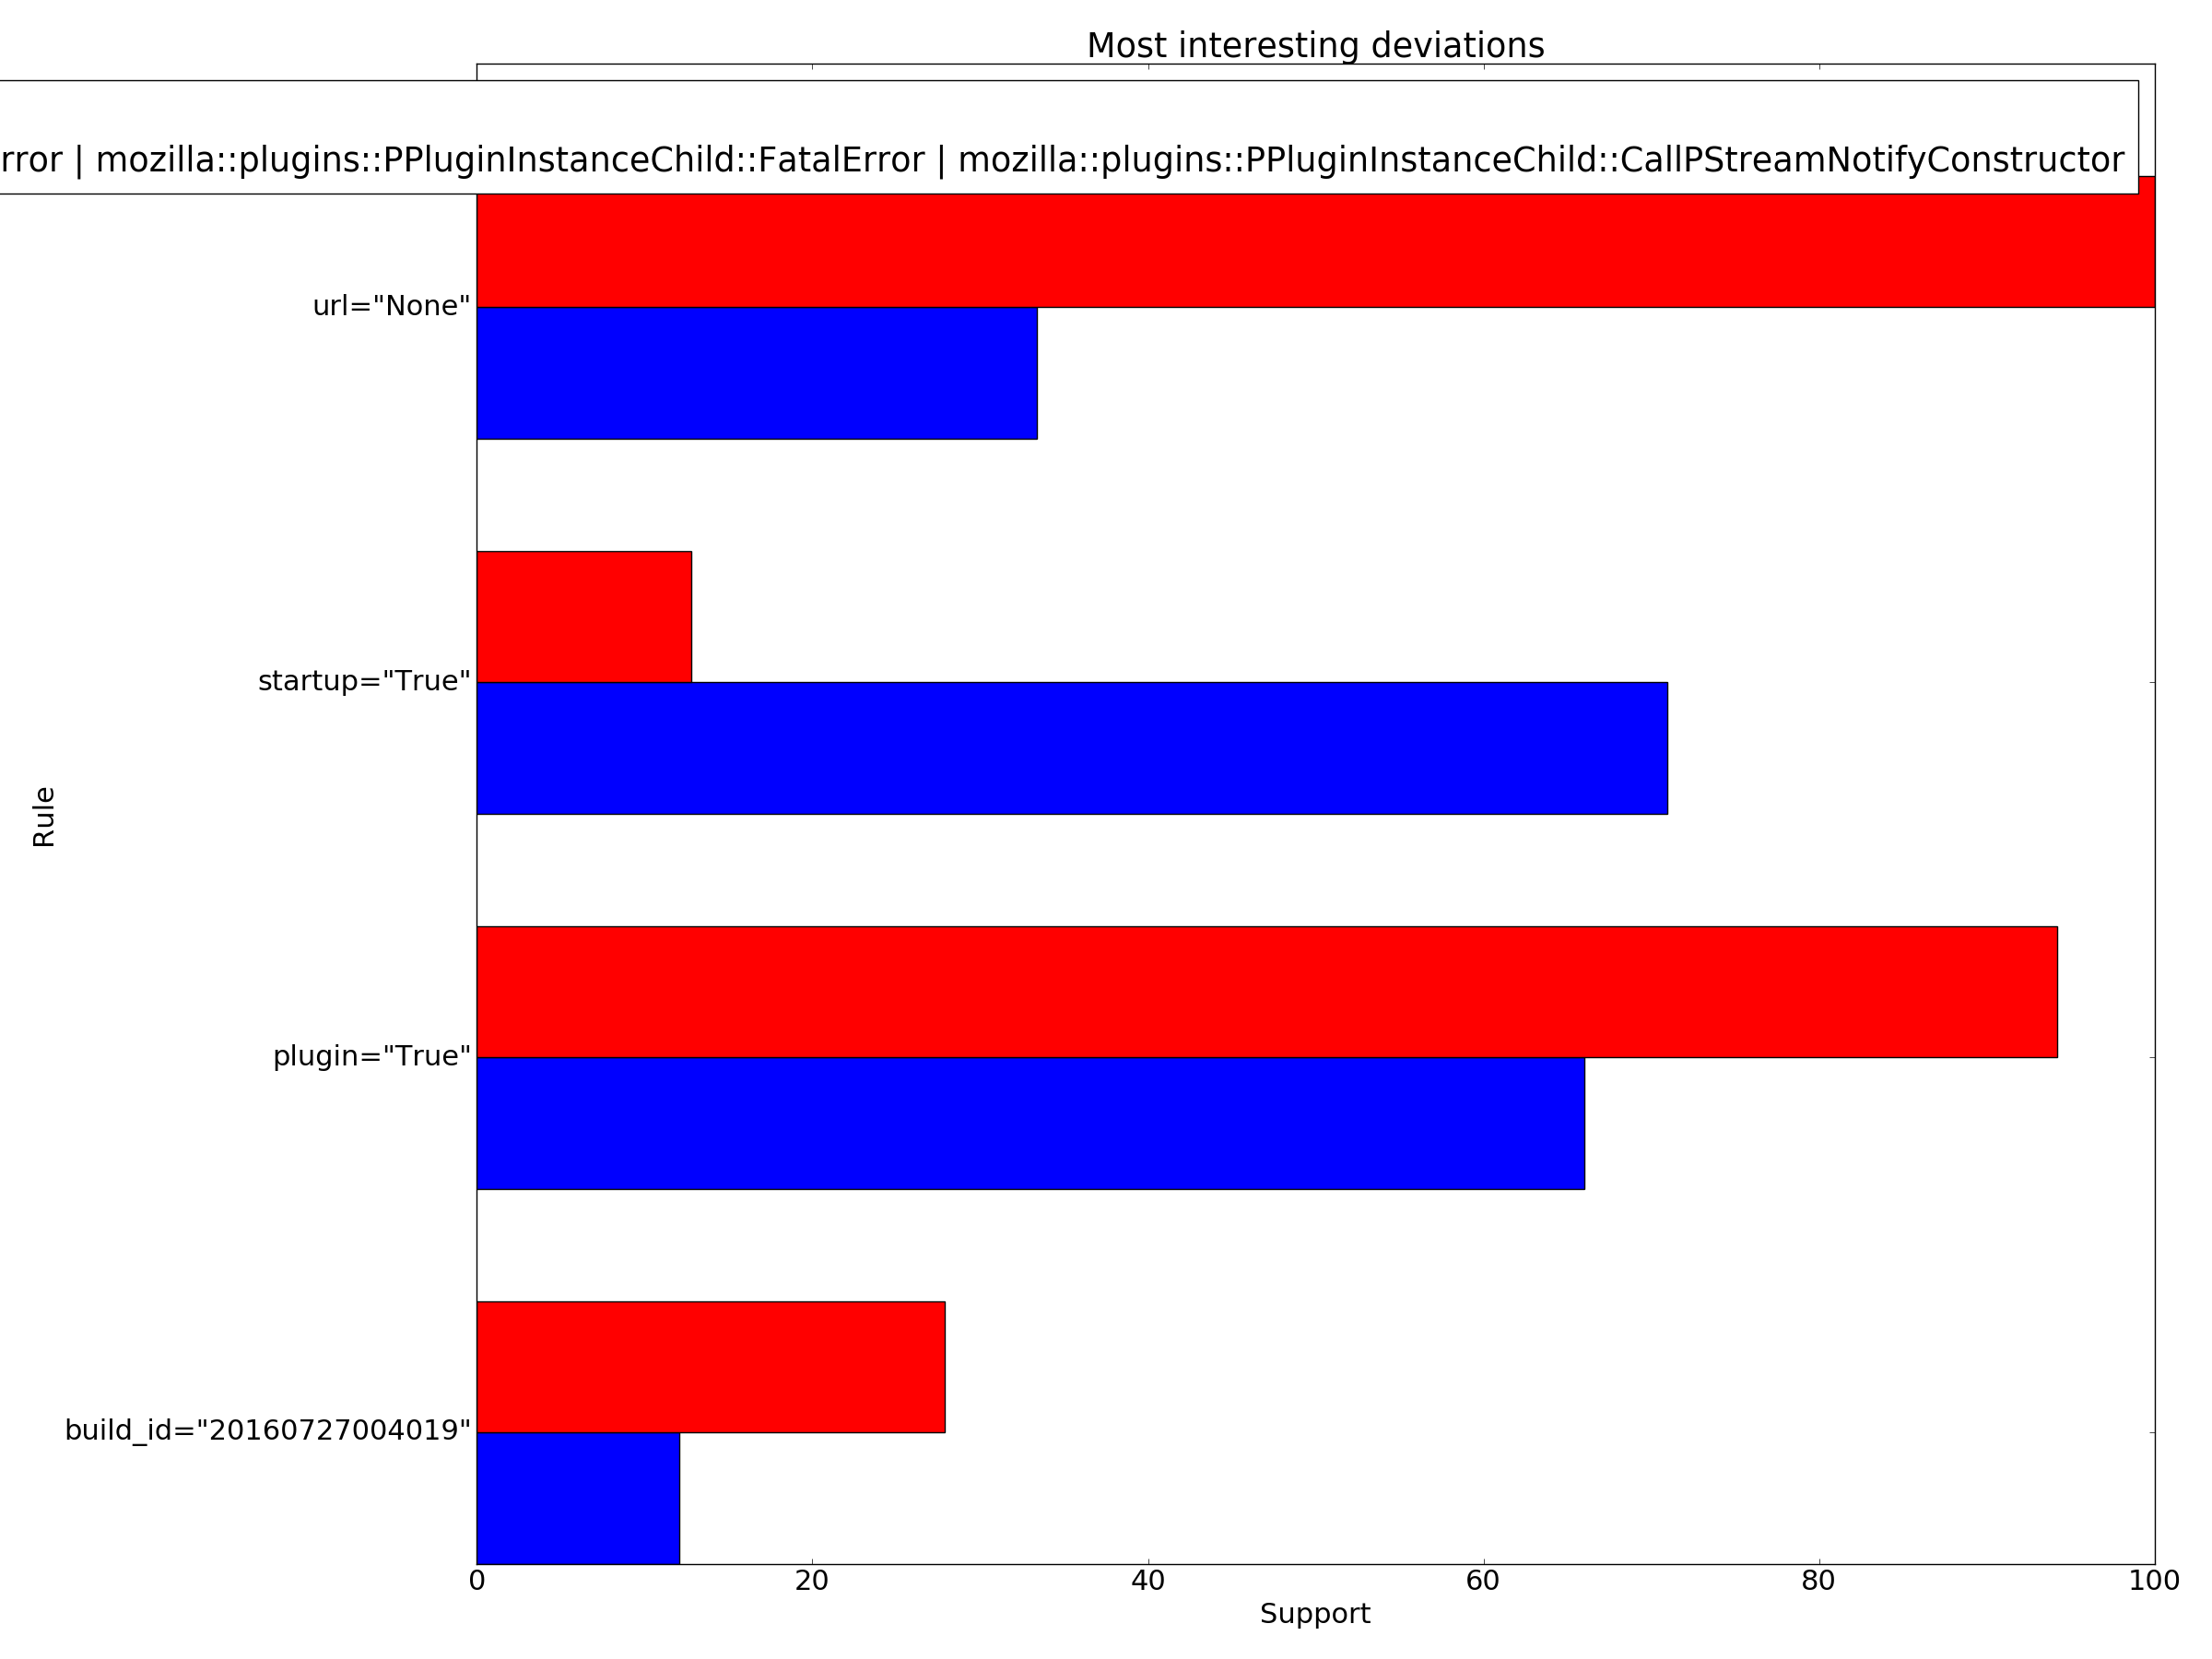 Most interesting deviations
rror | mozilla::plugins::PPluginInstanceChild::FatalError | mozilla::plugins::PPluginInstanceChild::CallPStreamNotifyConstructor
url="None"
startup="True"
Rule
plugin="True"
build_id="20160727004019"
0 20 40 60 80 100
Support